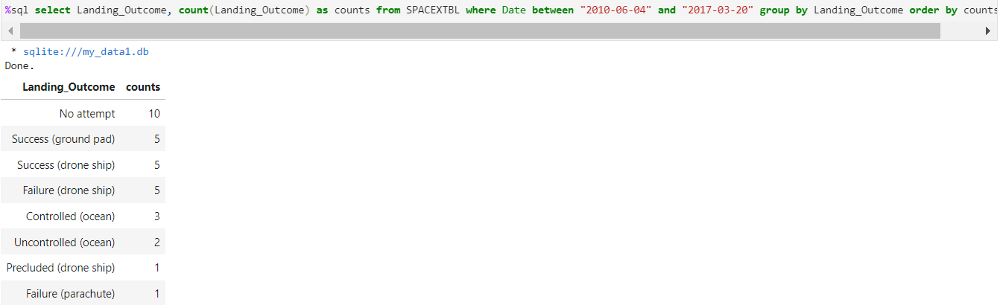 %sql select Landing_Outcome, count(Landing_Outcome) as counts from SPACEXTBL where Date between "2010-06-04" and "2017-03-20" group by Landing_Outcome order by counts
* sqlite:///my_data1.db
Done.
Landing_Outcome counts
No attempt 10
Success (ground pad) 5
Success (drone ship) 5
Failure (drone ship) 5
Controlled (ocean) 3
Uncontrolled (ocean) 2
Precluded (drone ship) 1
Failure (parachute) 1